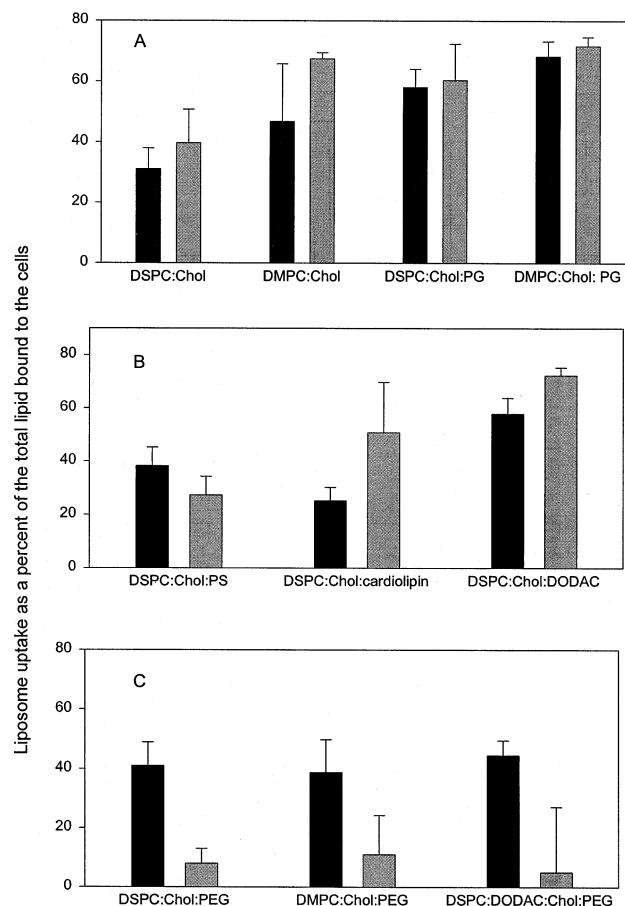 Liposome uptake as a percent of the total lipid bound to the cells
80
60
40
20
0
A
DSPC:Chol DMPC:Chol DSPC:Chol:PG DMPC:Chol: PG
80
60
40
20
0
B
DSPC:Chol:PS DSPC:Chol:cardiolipin DSPC:Chol:DODAC
80
60
40
20
0
C
DSPC:Chol:PEG DMPC:Chol:PEG DSPC:DODAC:Chol:PEG